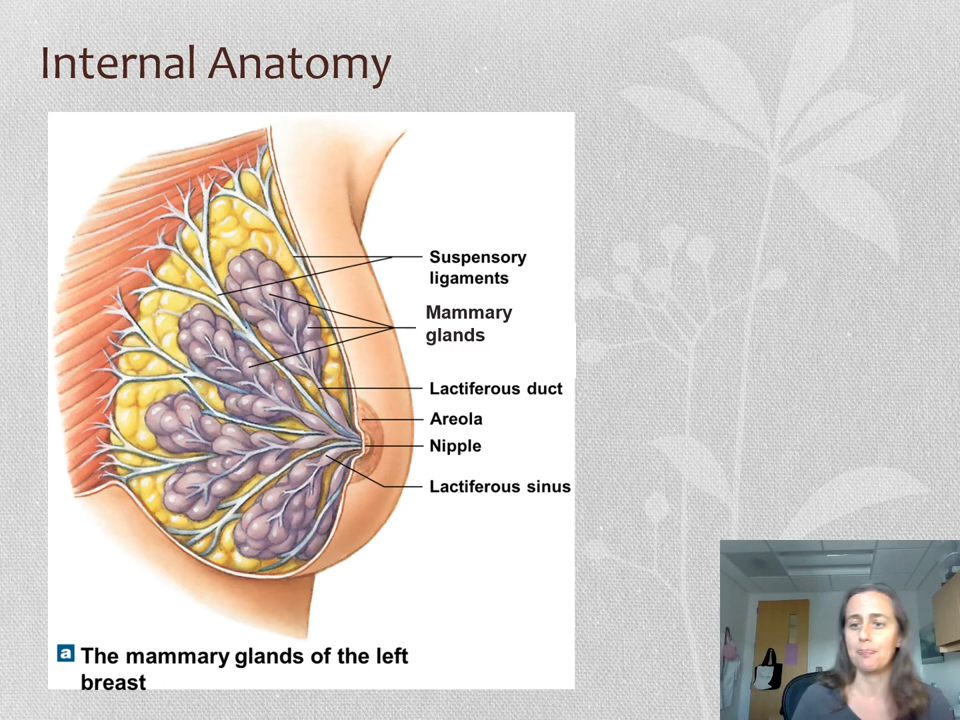 Internal Anatomy
Suspensory
ligaments
Mammary
glands
Lactiferous duct
Areola
Nipple
Lactiferous sinus
a The mammary glands of the left
breast